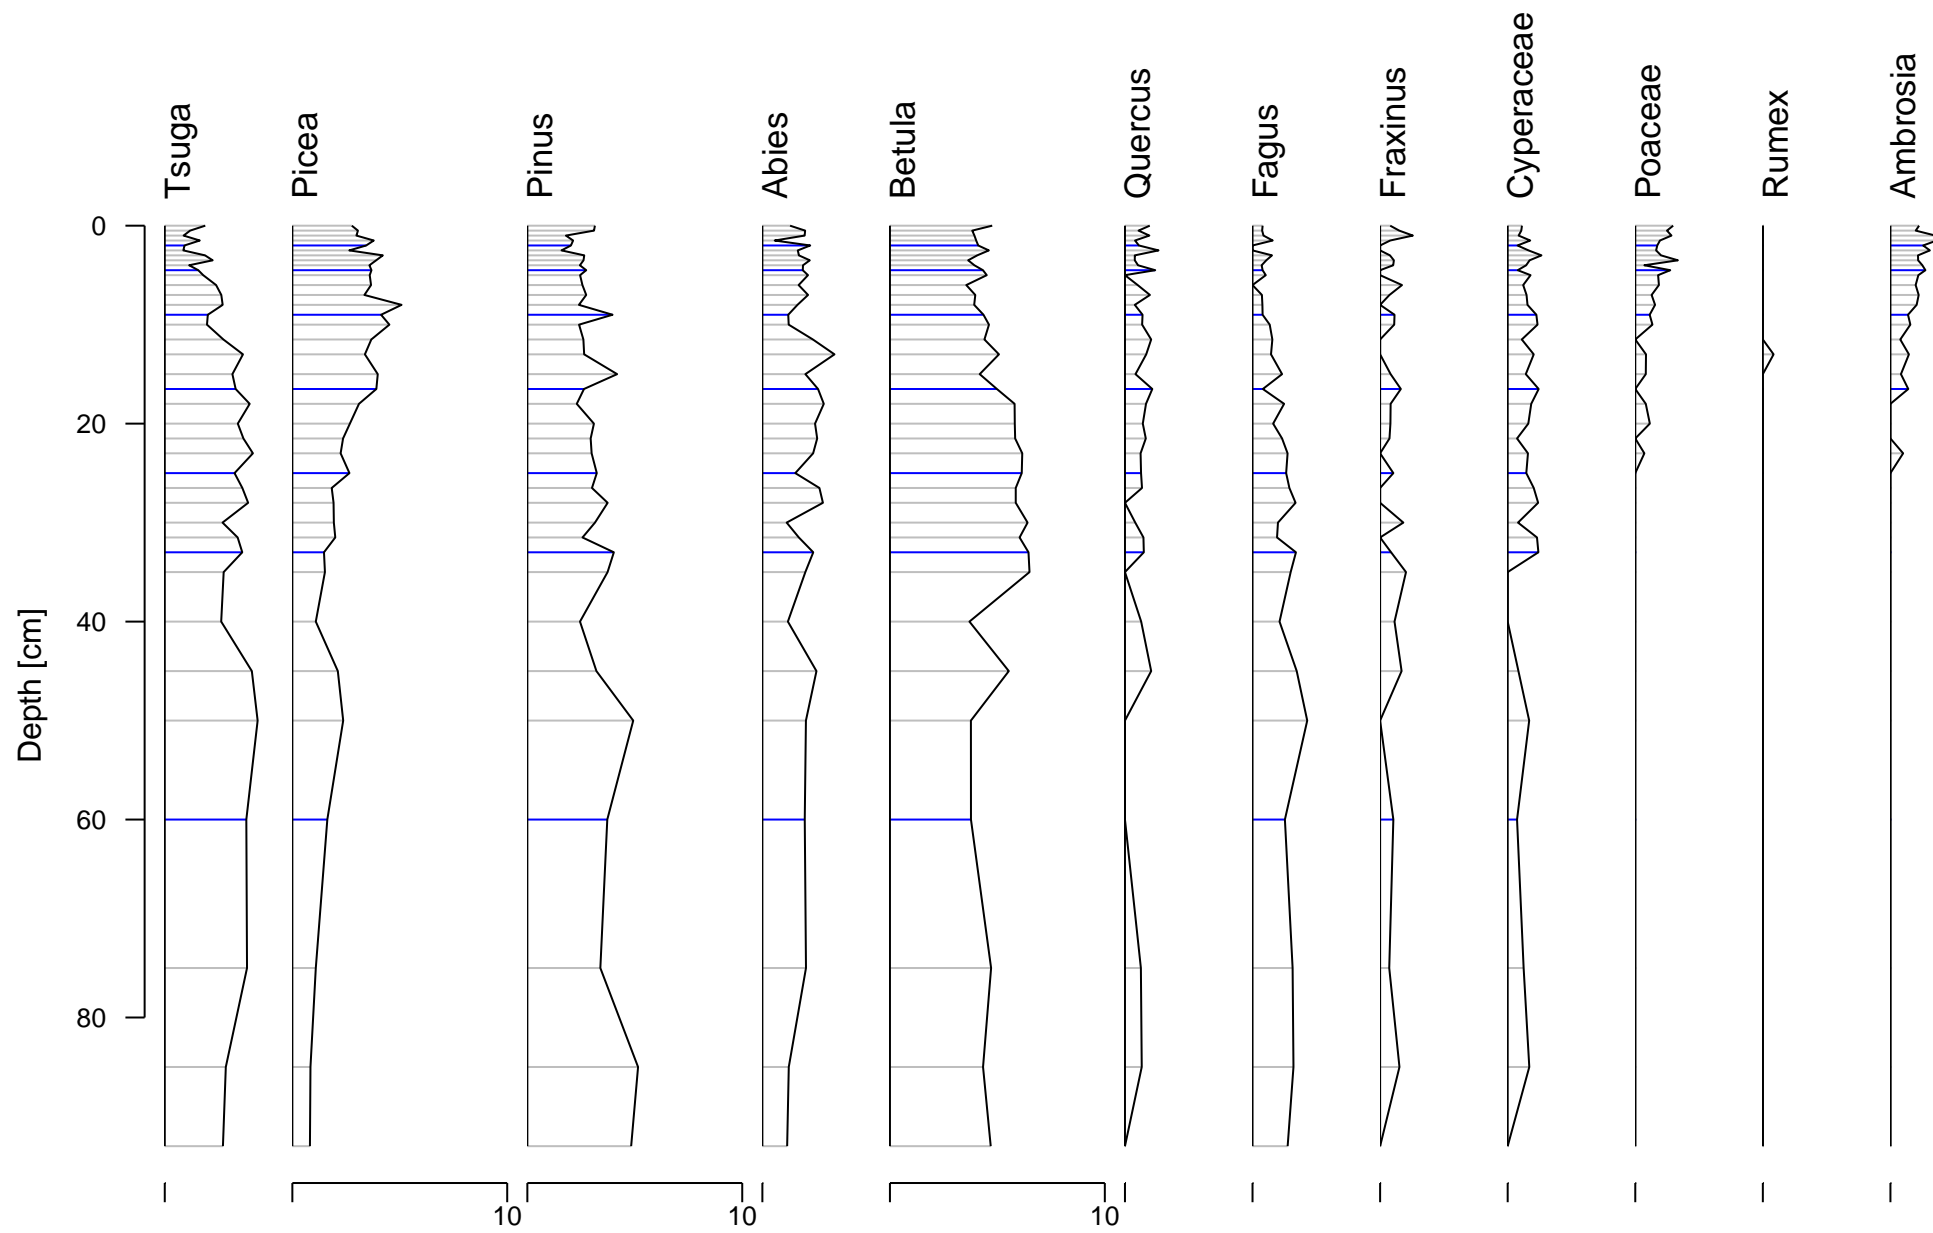 Tsuga
Picea
Pinus
Abies
Betula
Quercus
Fagus
Fraxinus
Cyperaceae
Poaceae
Rumex
Ambrosia
0
20
40
60
80
Depth [cm]
10
10
10